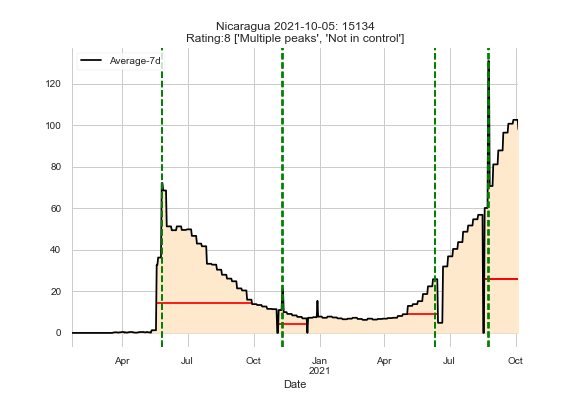 Nicaragua 2021-10-05: 15134
Rating:8 ['Multiple peaks', 'Not in control']
Average-7d
120
100
80
60
40
20
0
Apr Jul Oct Jan Apr Jul Oct
2021
Date